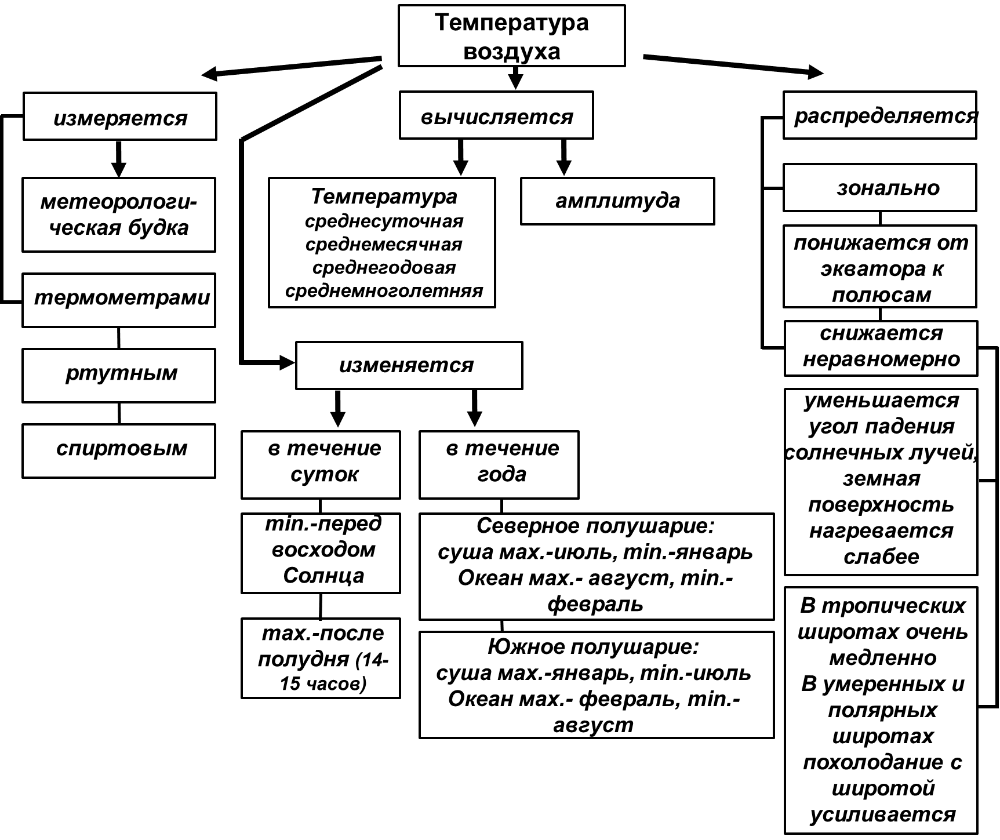 Температура
воздуха
измеряется
метеорологи-
ческая будка
термометрами
ртутным
спиртовым
вычисляется
Температура
среднесуточная
среднемесячная
среднегодовая
среднемноголетняя
амплитуда
изменяется
в течение
суток
min.-перед
восходом
Солнца
max.-после
полудня (14-
15 часов)
в течение
года
Северное полушарие:
суша мах.-июль, min.-январь
Океан мах.- август, min.-
февраль
Южное полушарие:
суша мах.-январь, min.-июль
Океан мах.- февраль, min.-
август
распределяется
зонально
понижается от
экватора к
полюсам
снижается
неравномерно
уменьшается
угол падения
солнечных лучей,
земная
поверхность
нагревается
слабее
В тропических
широтах очень
медленно
В умеренных и
полярных
широтах
похолодание с
широтой
усиливается